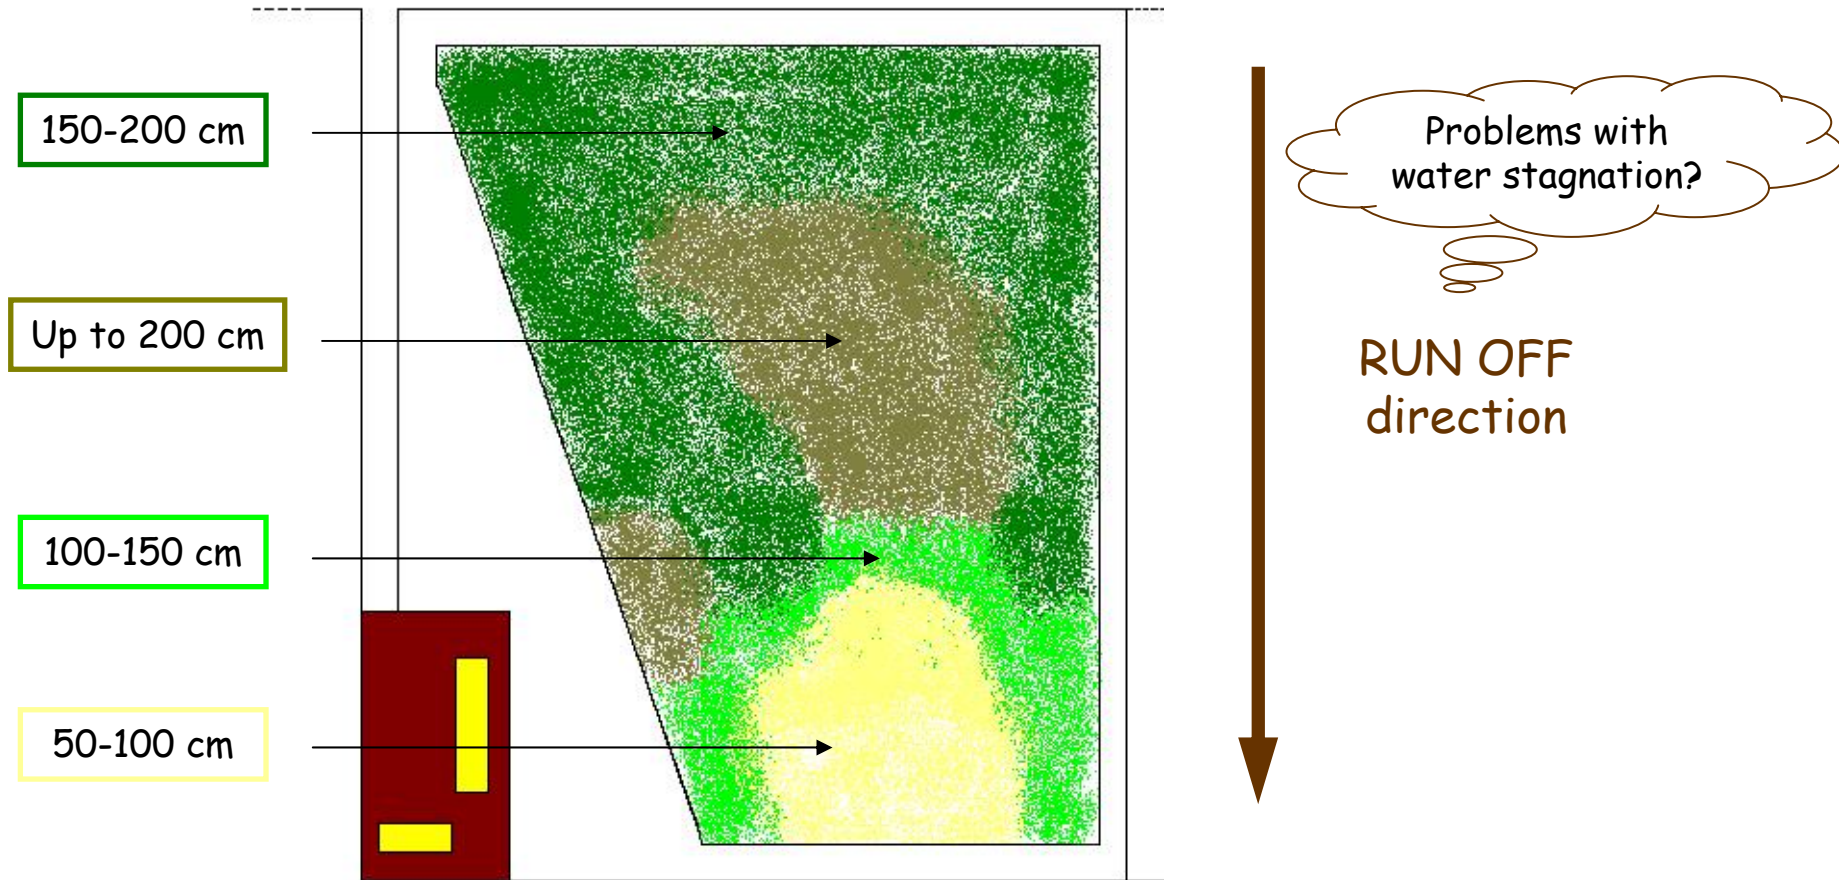 150-200 cm
Up to 200 cm
100-150 cm
50-100 cm
Problems with
water stagnation?
RUN OFF
direction